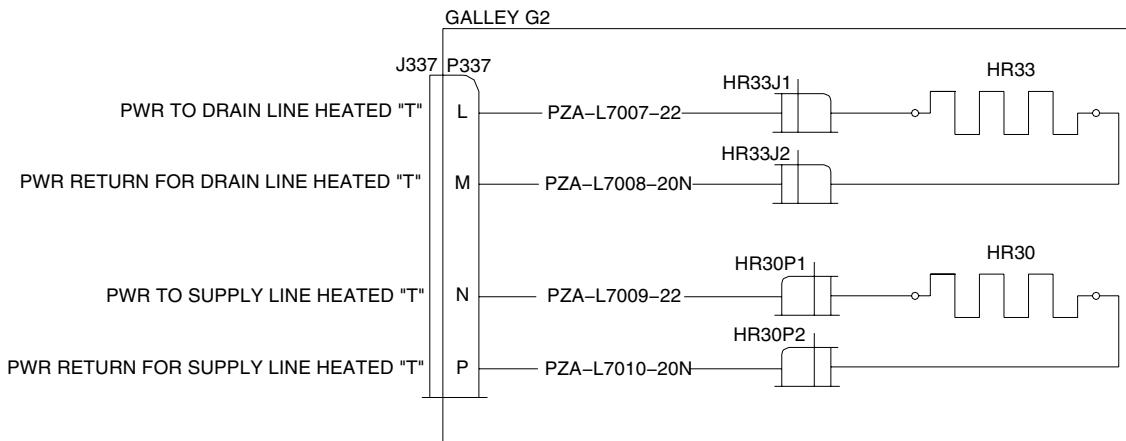 GALLEY G2
J337 P337
HR33J1
HR33
PWR TO DRAIN LINE HEATED "T" L PZA-L7007-22
HR33J2
PWR RETURN FOR DRAIN LINE HEATED "T" M PZA-L7008-20N
HR30P1
HR30
PWR TO SUPPLY LINE HEATED "T" N PZA-L7009-22
HR30P2
PWR RETURN FOR SUPPLY LINE HEATED "T" P PZA-L7010-20N